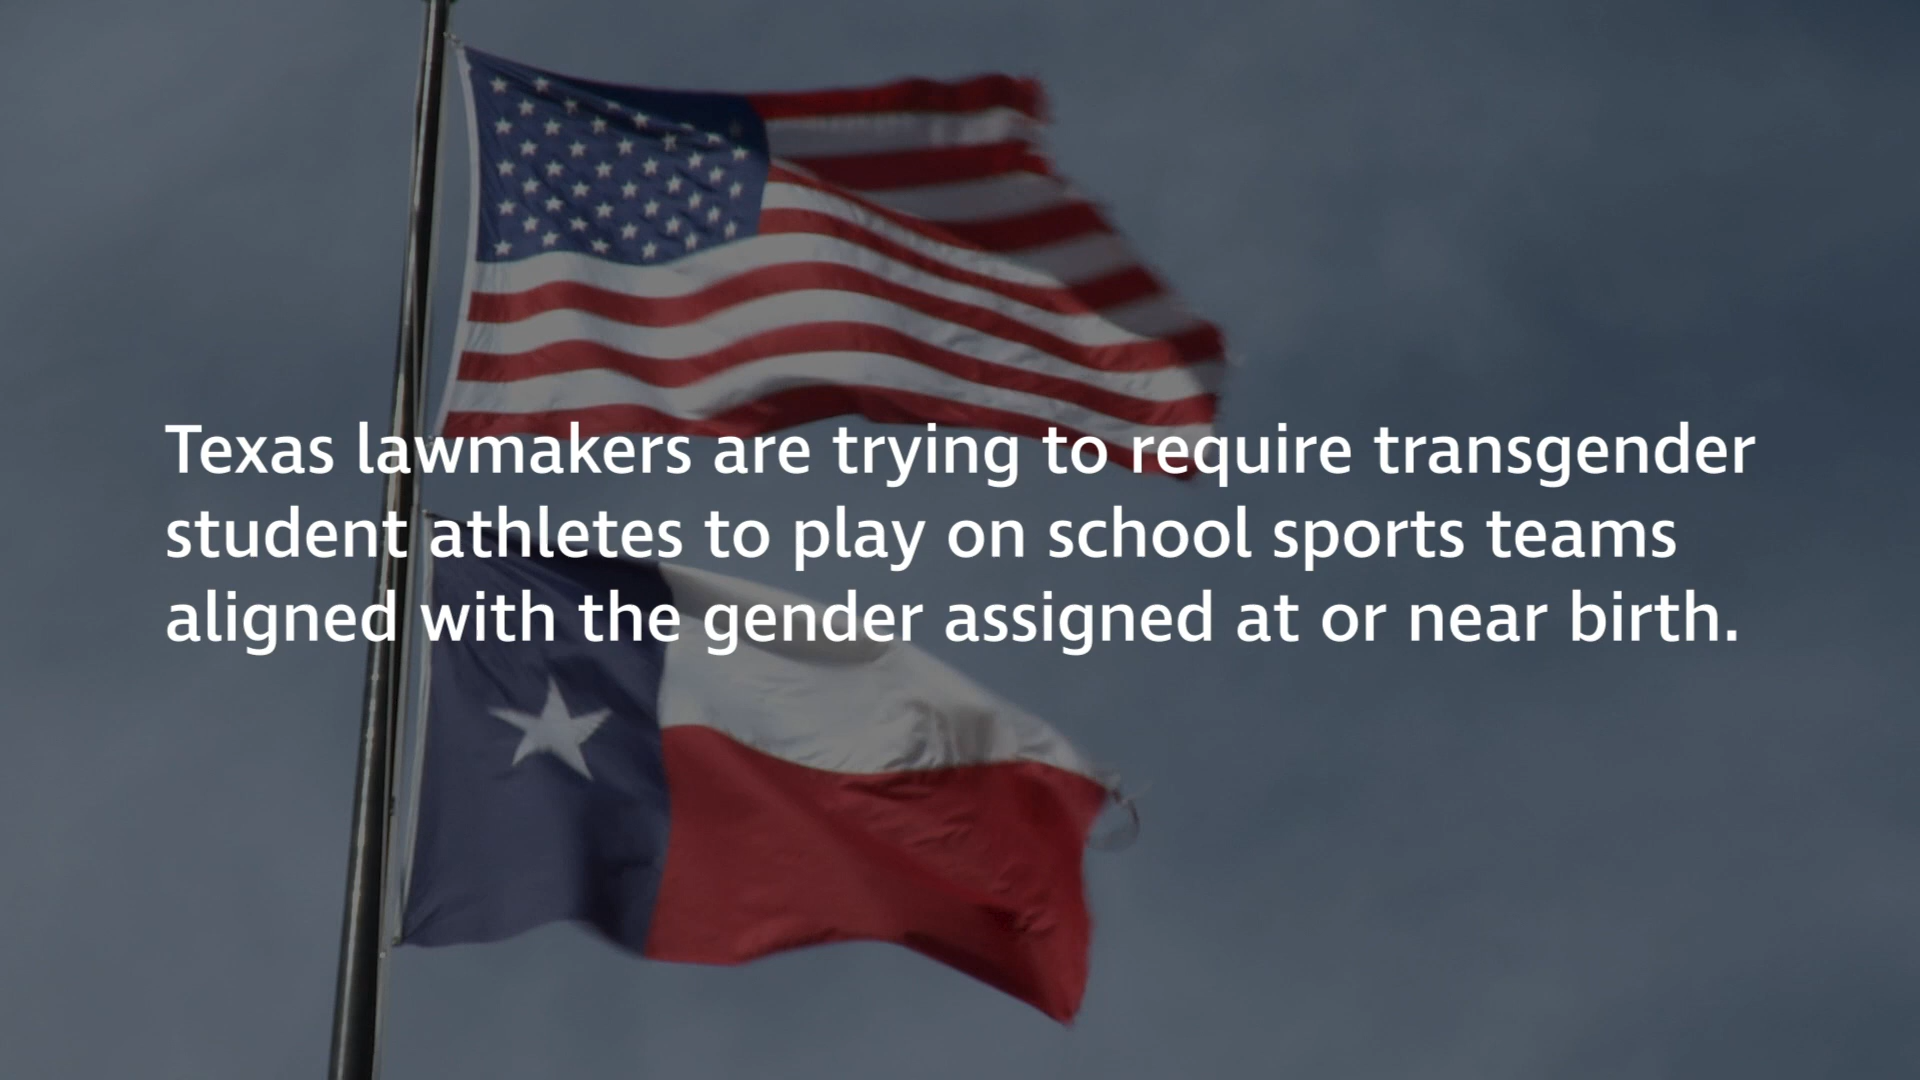 Texas lawmakers are trying to require transgender
student athletes to play on school sports teams
aligned with the gender assigned at or near birth.